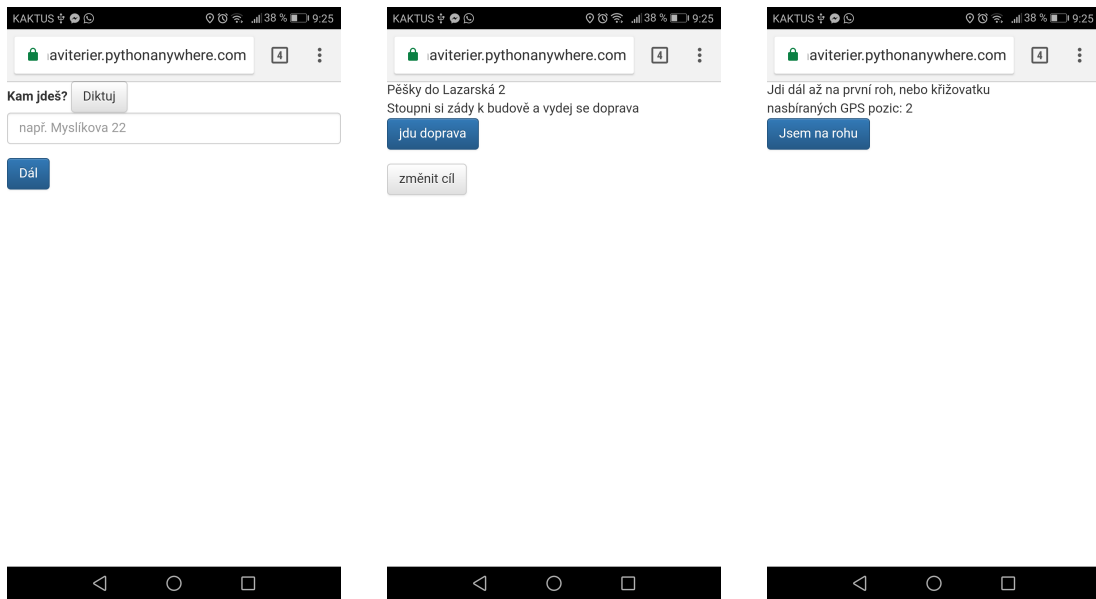 KAKTUS 38 % 9:25
aviterier.pythonanywhere.com 4
Kam jdeš? Diktuj
např. Myslíkova 22
Dál
KAKTUS 38 % 9:25
aviterier.pythonanywhere.com 4
Pěšky do Lazarská 2
Stoupni si zády k budově a vydej se doprava
jdu doprava
změnit cíl
KAKTUS 38 % 9:25
aviterier.pythonanywhere.com 4
Jdi dál až na první roh, nebo křižovatku
nasbíraných GPS pozic: 2
Jsem na rohu